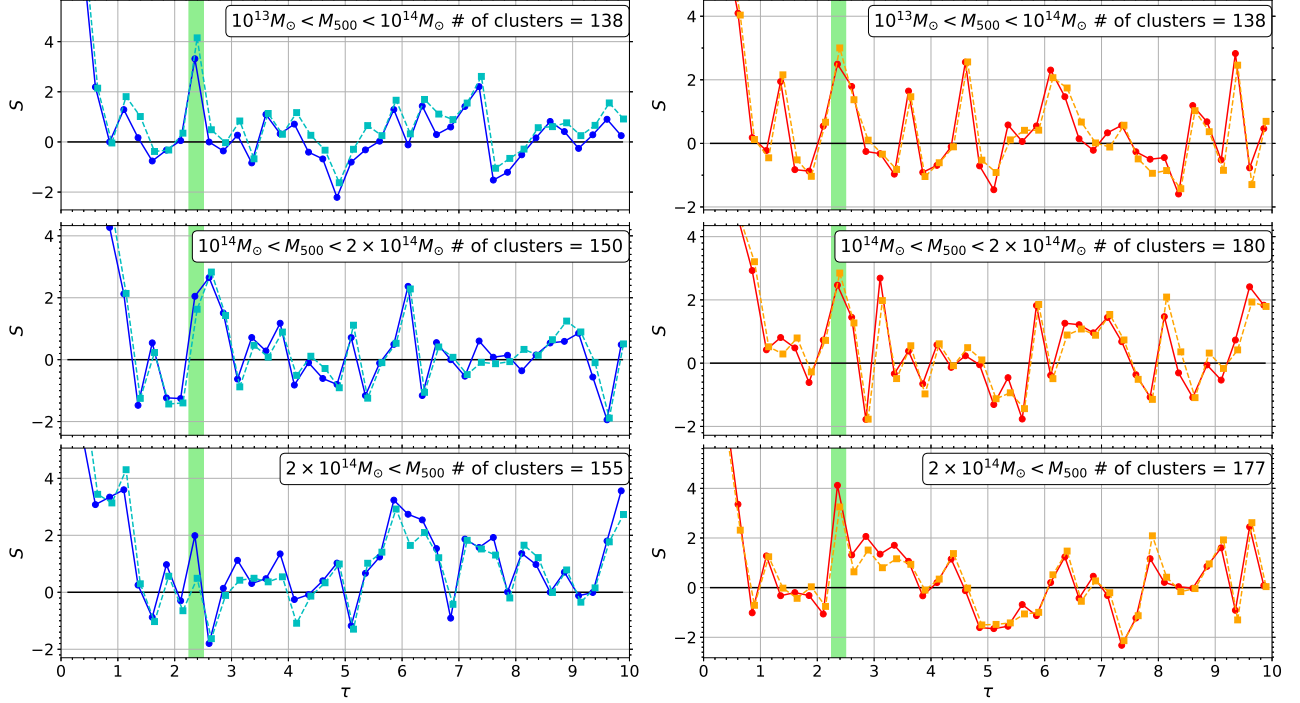 10^13 M_⊙ < M_500 < 10^14 M_⊙ # of clusters = 138
S
4
2
0
−2
10^14 M_⊙ < M_500 < 2 × 10^14 M_⊙ # of clusters = 150
S
4
2
0
−2
2 × 10^14 M_⊙ < M_500 # of clusters = 155
S
4
2
0
−2
0 1 2 3 4 5 6 7 8 9 10
τ
10^13 M_⊙ < M_500 < 10^14 M_⊙ # of clusters = 138
S
4
2
0
−2
10^14 M_⊙ < M_500 < 2 × 10^14 M_⊙ # of clusters = 180
S
4
2
0
−2
2 × 10^14 M_⊙ < M_500 # of clusters = 177
S
4
2
0
−2
0 1 2 3 4 5 6 7 8 9 10
τ